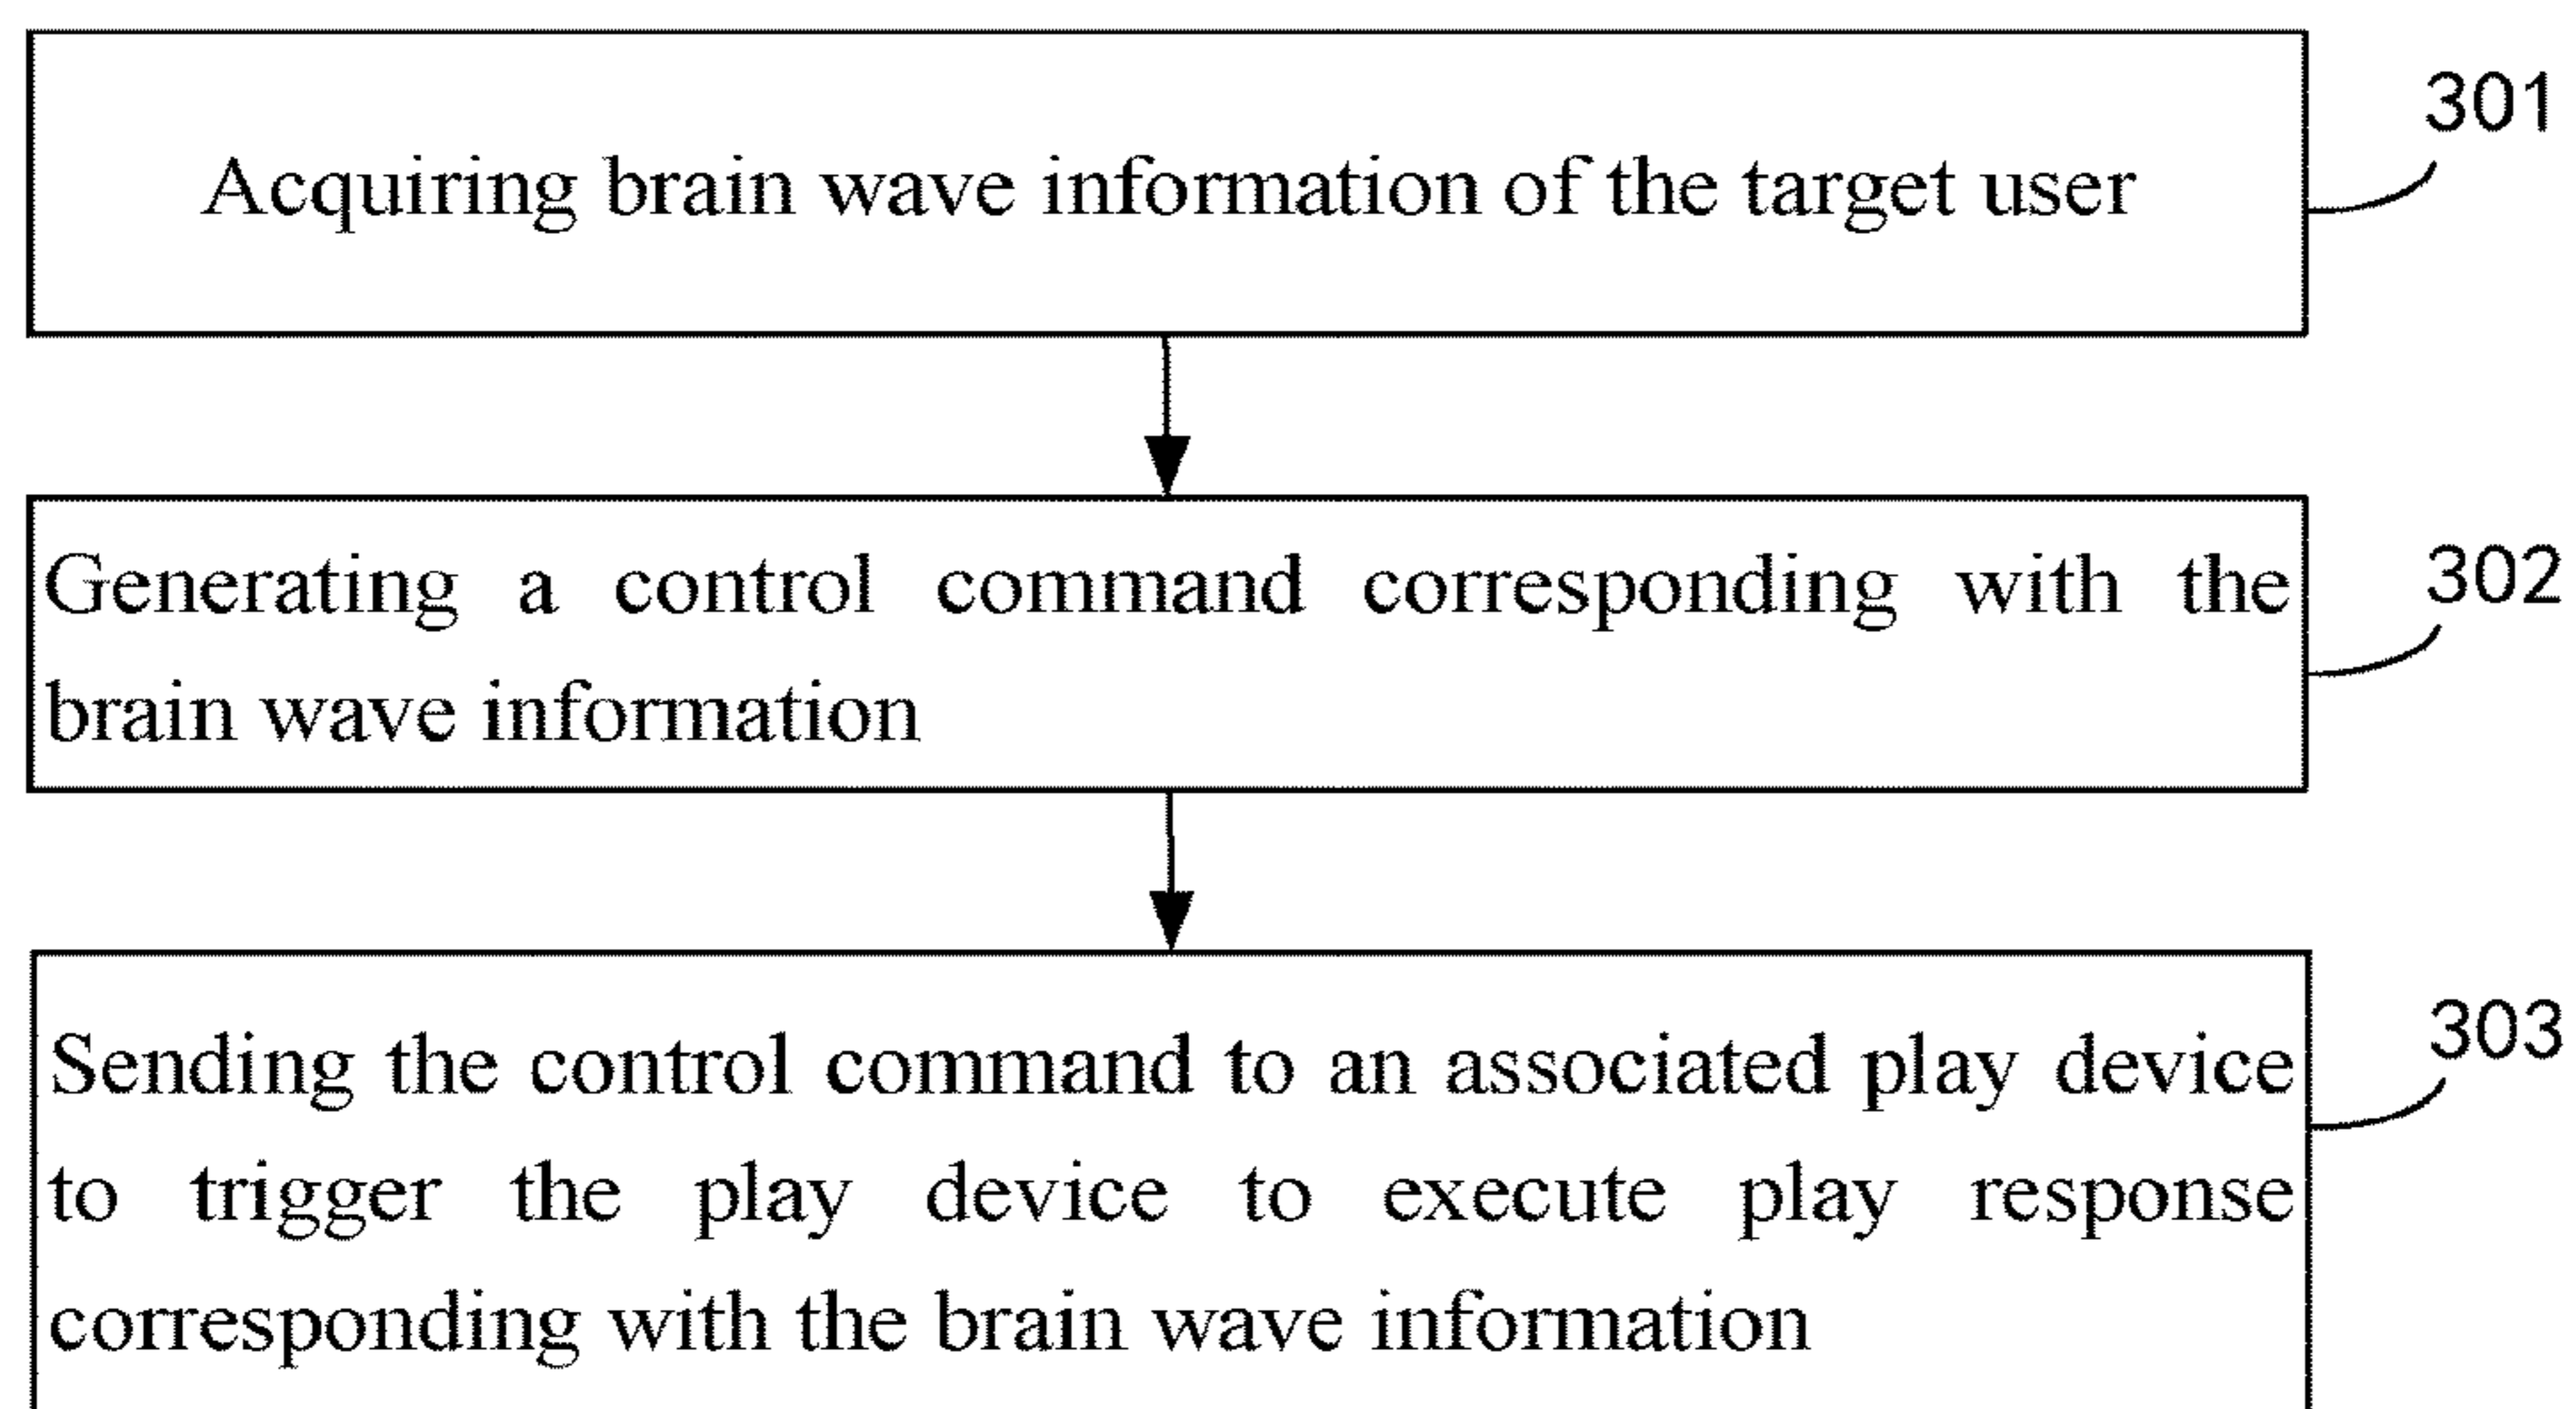 Acquiring brain wave information of the target user
301
Generating a control command corresponding with the
brain wave information
302
Sending the control command to an associated play device
to trigger the play device to execute play response
corresponding with the brain wave information
303